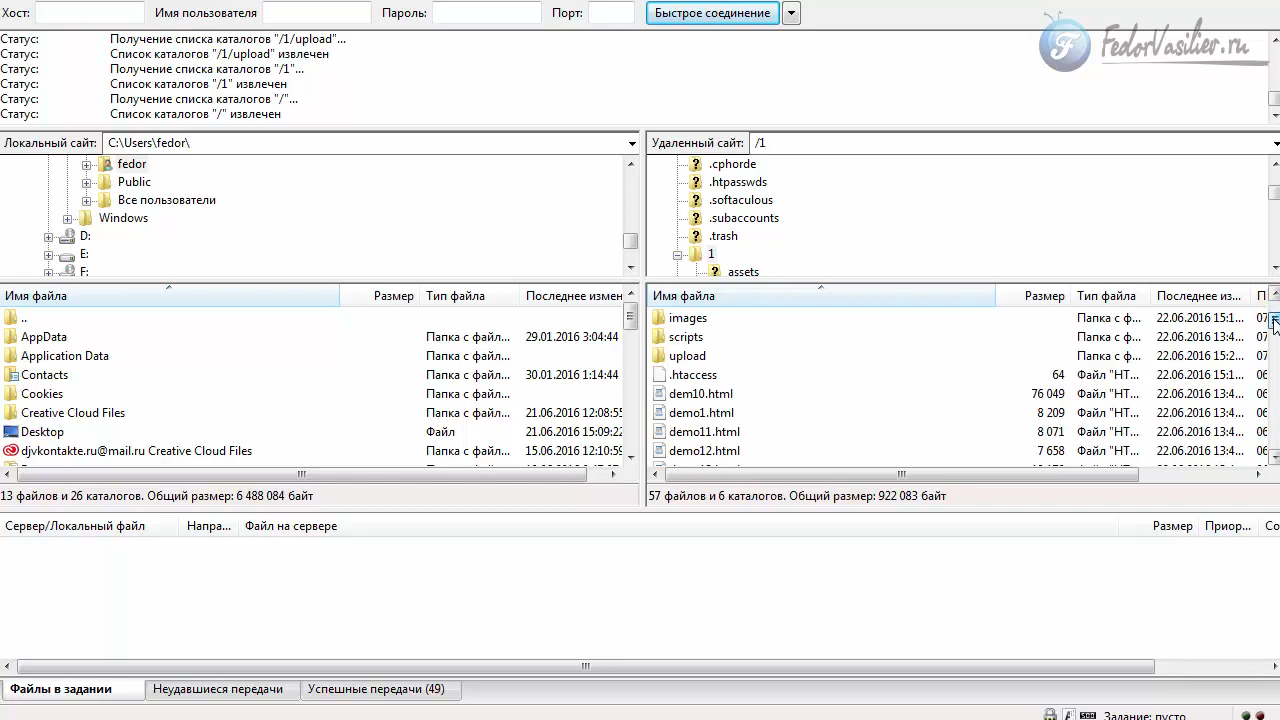 Хост: Имя пользователя Пароль: Порт: Быстрое соединение
FedorVasilier.ru
Статус: Получение списка каталогов "/1/upload"...
Статус: Список каталогов "/1/upload" извлечен
Статус: Получение списка каталогов "/1"...
Статус: Список каталогов "/1" извлечен
Статус: Получение списка каталогов "/"...
Статус: Список каталогов "/" извлечен
Локальный сайт: C:\Users\fedor\
fedor
Public
Все пользователи
Windows
D:
E:
F:
Удаленный сайт: /1
.cphorde
.htpasswds
.softaculous
.subaccounts
.trash
1
assets
Имя файла Размер Тип файла Последнее измен
..
AppData Папка с файл... 29.01.2016 3:04:44
Application Data Папка с файл...
Contacts Папка с файл... 30.01.2016 1:14:44
Cookies Папка с файл...
Creative Cloud Files Папка с файл... 21.06.2016 12:08:55
Desktop Файл 21.06.2016 15:09:22
djvkontakte.ru@mail.ru Creative Cloud Files Папка с файл... 15.06.2016 12:10:59
13 файлов и 26 каталогов. Общий размер: 6 488 084 байт
Имя файла Размер Тип файла Последнее из... П
images Папка с ф... 22.06.2016 15:1... 07
scripts Папка с ф... 22.06.2016 13:4... 07
upload Папка с ф... 22.06.2016 15:2... 07
.htaccess 64 Файл "HT... 22.06.2016 15:1... 06
dem10.html 76 049 Файл "HT... 22.06.2016 13:4... 06
demo1.html 8 209 Файл "HT... 22.06.2016 13:4... 06
demo11.html 8 071 Файл "HT... 22.06.2016 13:4... 06
demo12.html 7 658 Файл "HT... 22.06.2016 13:4... 06
57 файлов и 6 каталогов. Общий размер: 922 083 байт
Сервер/Локальный файл Напра... Файл на сервере Размер Приор... Со
Файлы в задании Неудавшиеся передачи Успешные передачи (49)
Задание: пусто